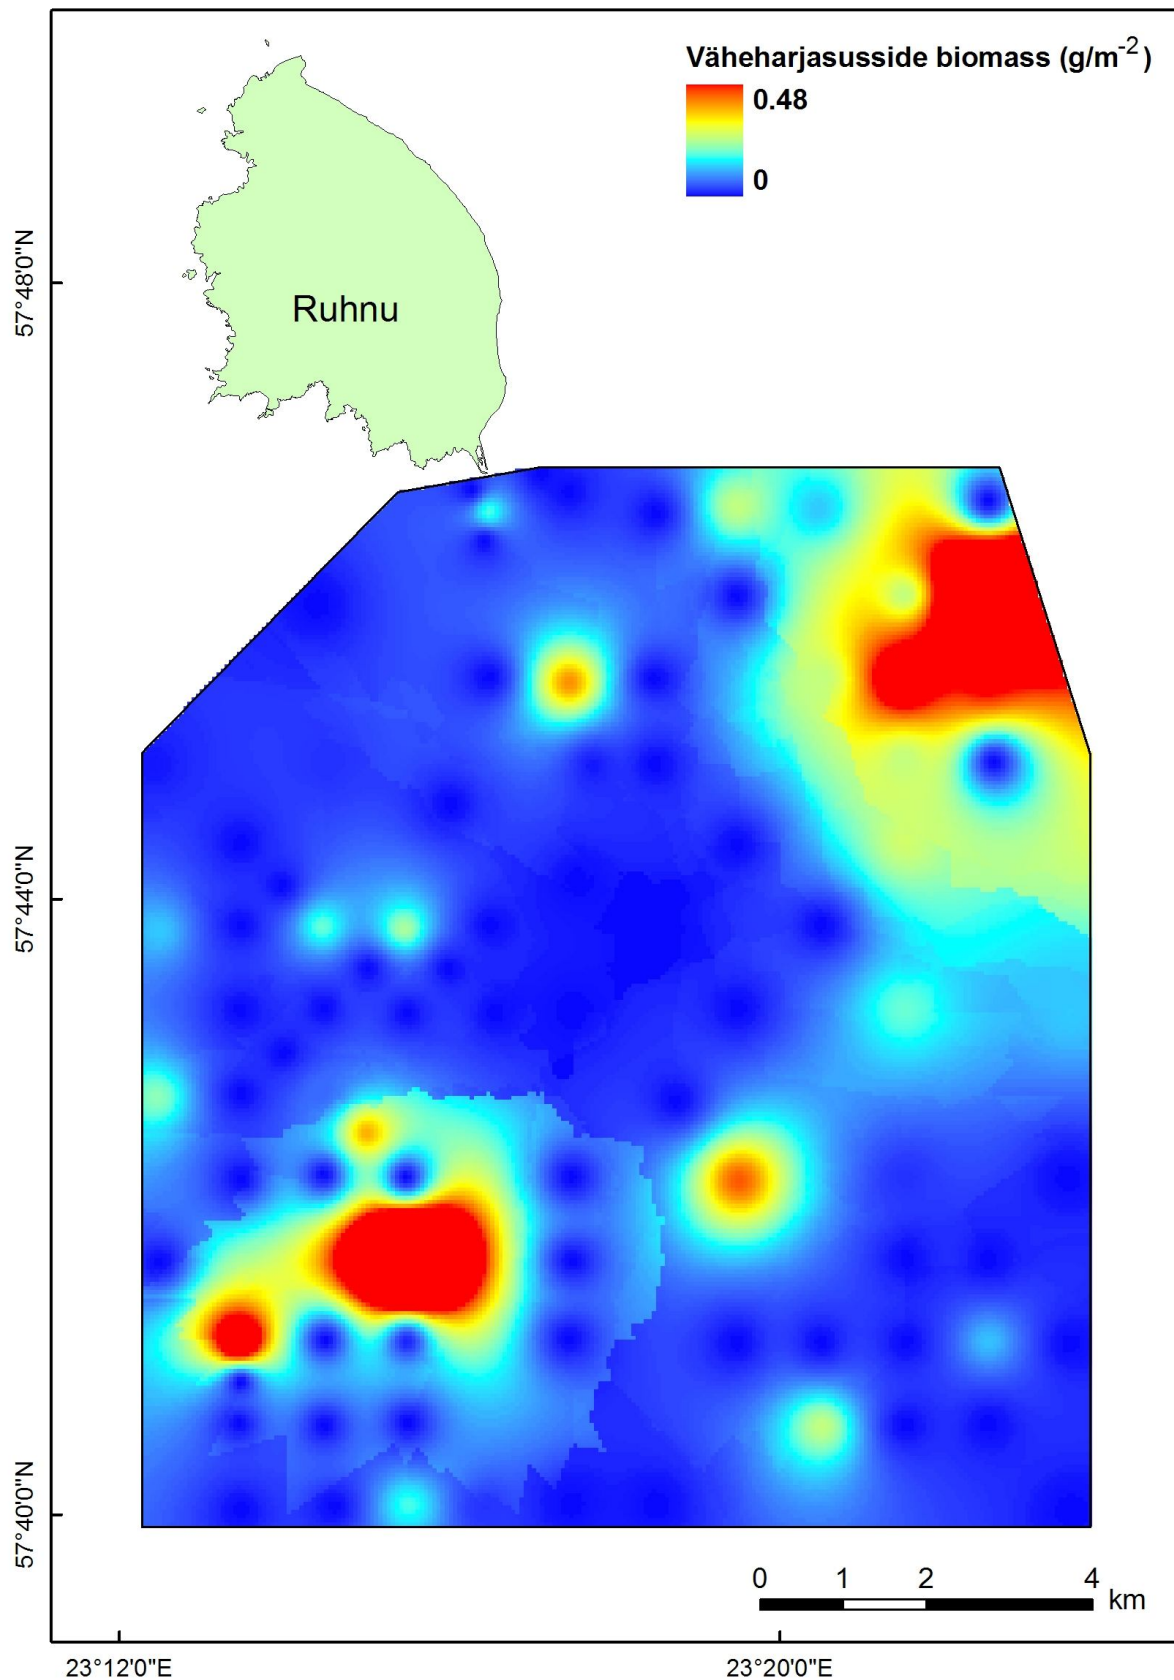 Väheharjasusside biomass (g/m⁻²)
0.48
0
Ruhnu
57°48'0"N
57°44'0"N
57°40'0"N
0 1 2 4
km
23°12'0"E 23°20'0"E